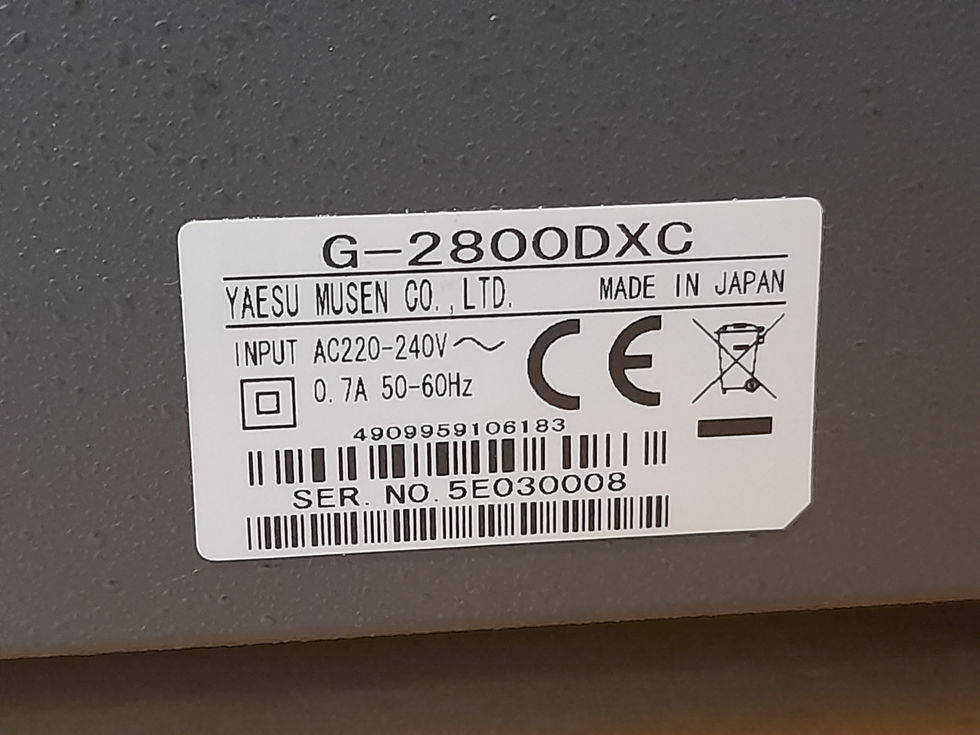 G-2800DXC
YAESU MUSEN CO.,LTD. MADE IN JAPAN
INPUT AC220-240V～
0.7A 50-60Hz
CE
4909959106183
SER. NO. 5E030008